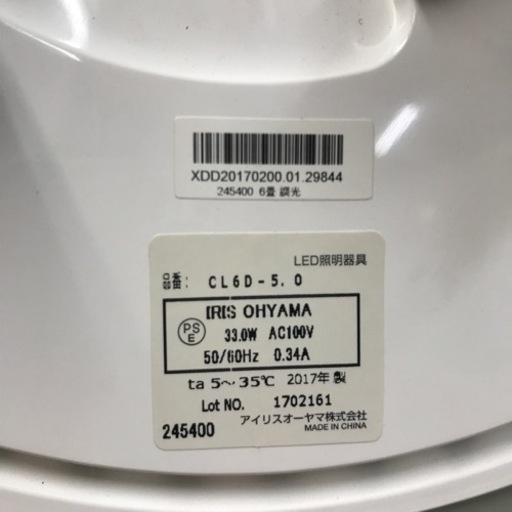 XDD20170200.01.29844
245400 6畳 調光
LED照明器具
品番: CL6D-5.0
IRIS OHYAMA
PS E 33.0W AC100V
50/60Hz 0.34A
ta 5~35℃ 2017年製
Lot NO. 1702161
アイリスオーヤマ株式会社
245400 MADE IN CHINA